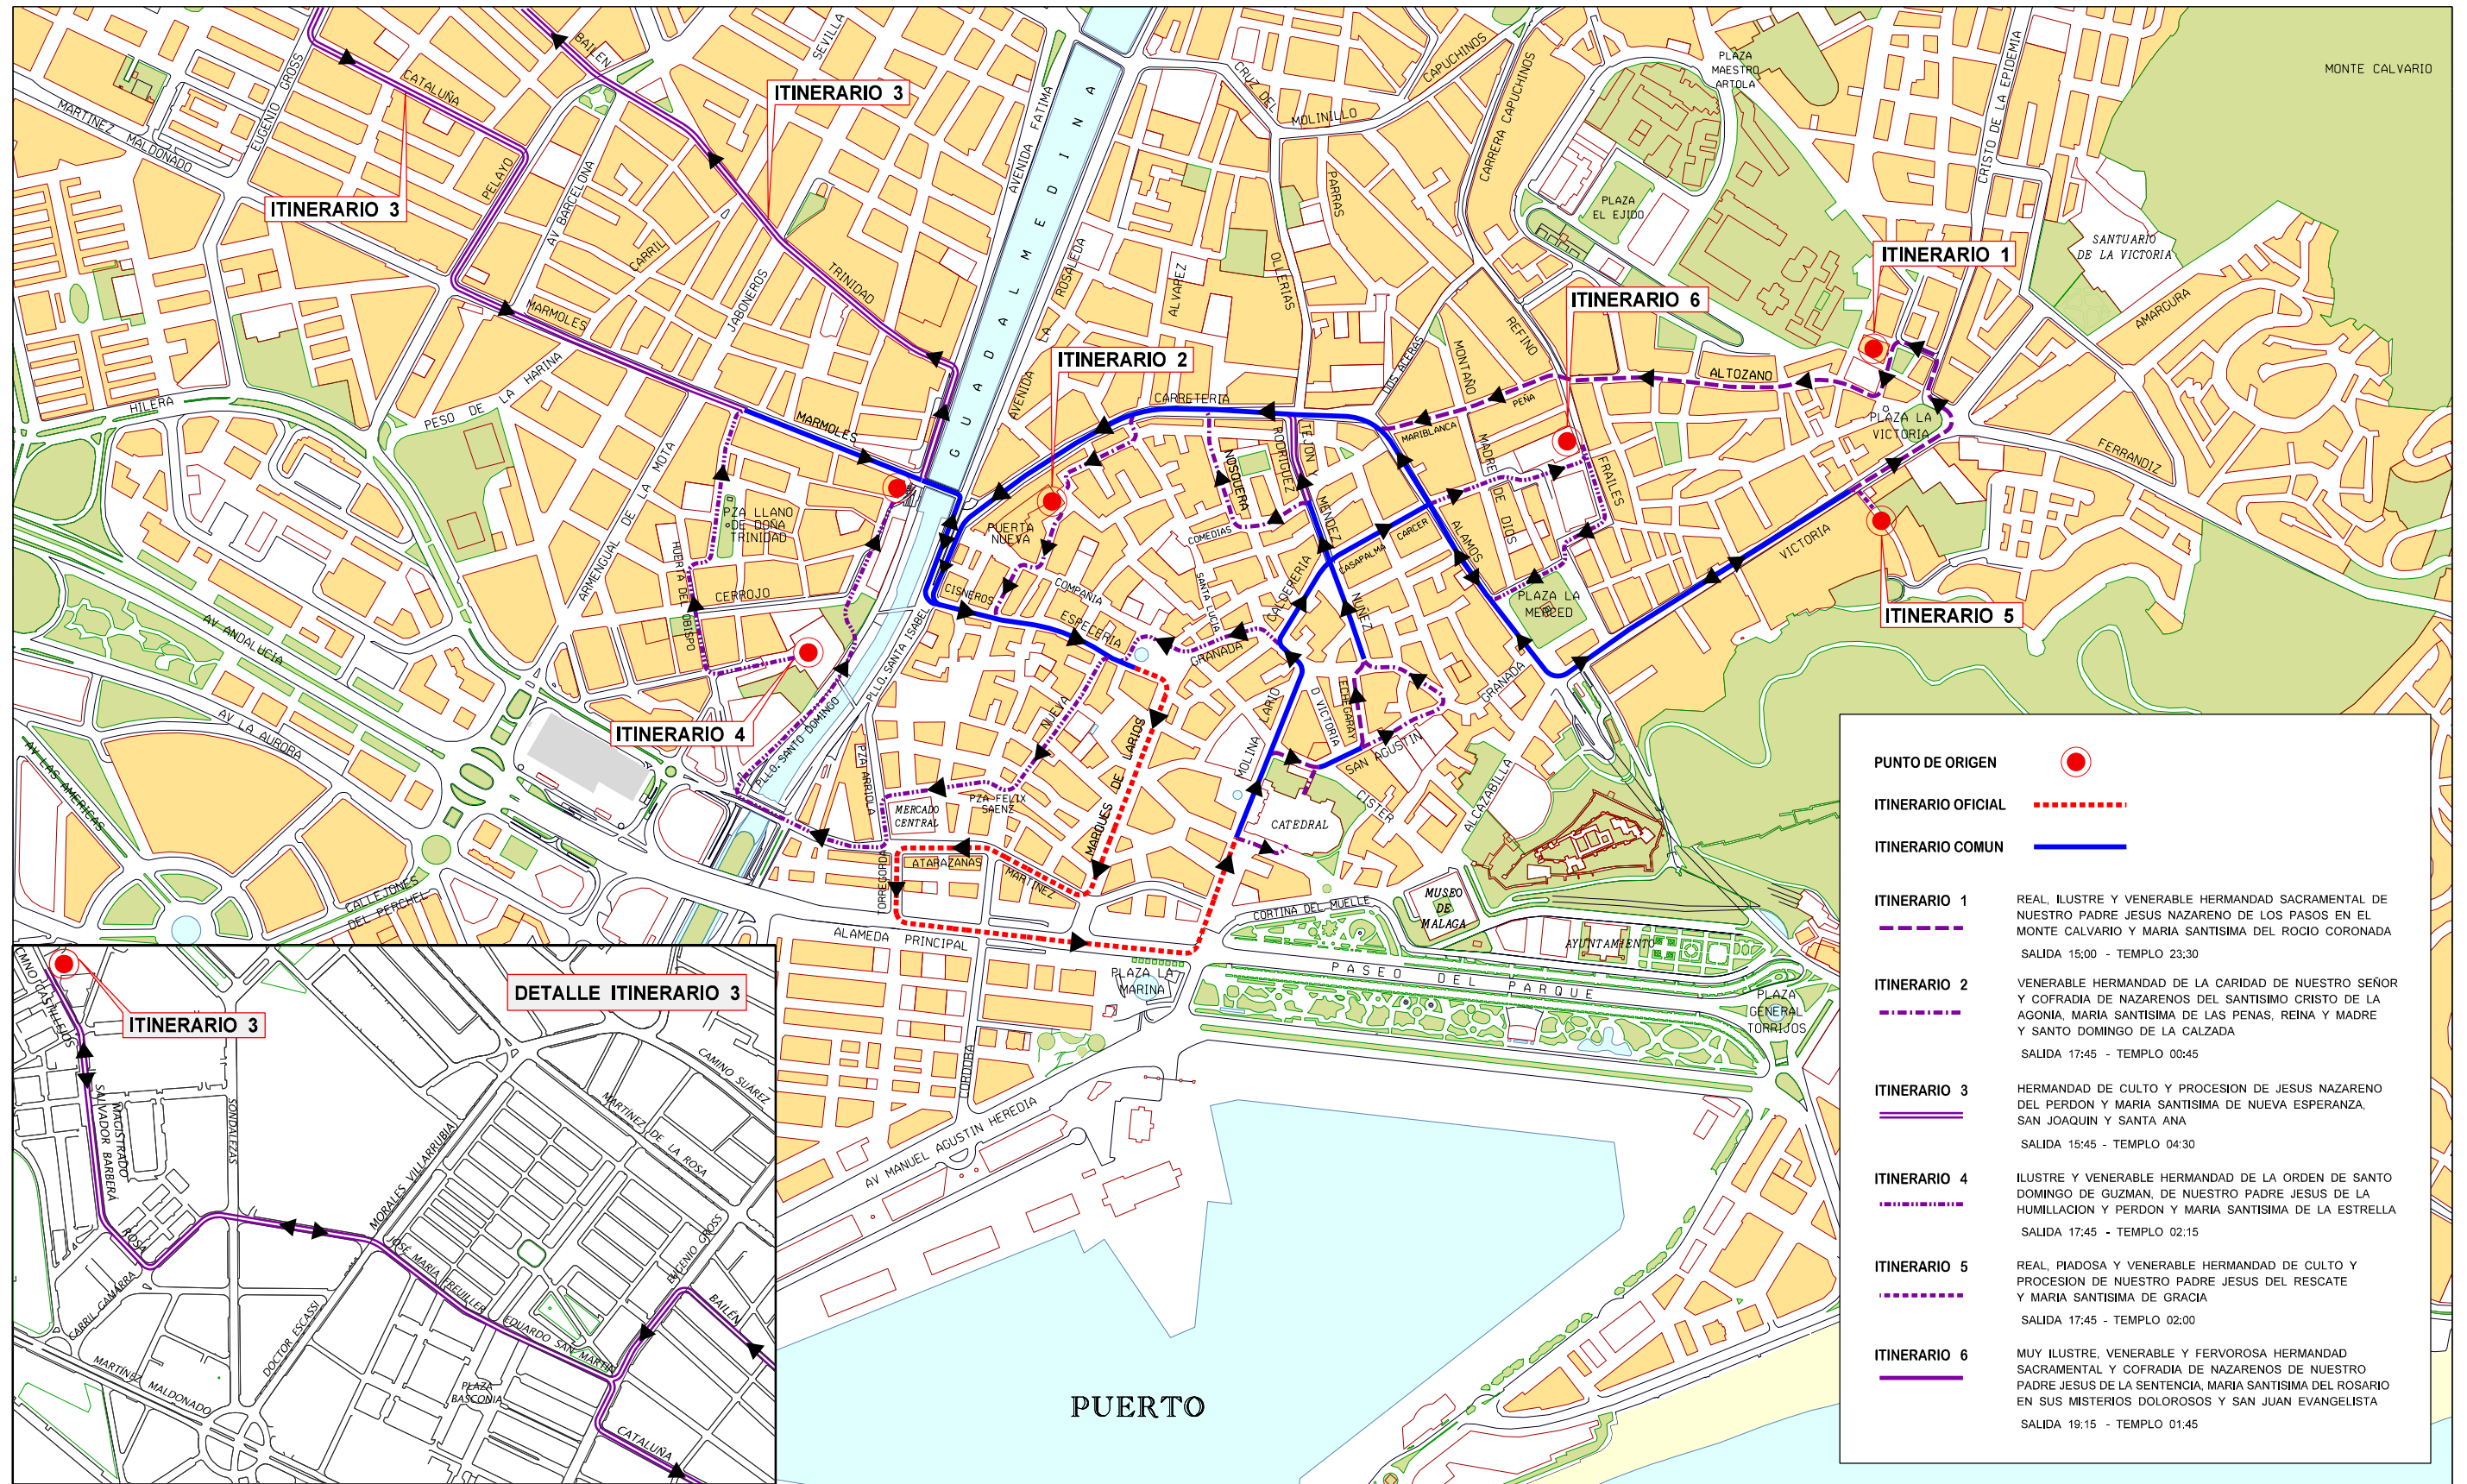 BAILEN
SEVILLA
CATALUÑA
EUGENIO GROSS
MARTINEZ MALDONADO
ITINERARIO 3
ITINERARIO 3
PELAYO
AV BARCELONA
CARRIL
JABONEROS
TRINIDAD
MARMOLES
AVENIDA FATIMA
GUADALMEDINA
AVENIDA LA ROSALEDA
ALVAREZ
CRUZ DEL MOLINILLO
CAPUCHINOS
CARRERA CAPUCHINOS
PARRAS
OLLERIAS
PLAZA
MAESTRO
ARTOLA
PLAZA
EL EJIDO
CRISTO DE LA EPIDEMIA
MONTE CALVARIO
SANTUARIO
DE LA VICTORIA
AMARGURA
ITINERARIO 1
ITINERARIO 6
ITINERARIO 2
REFINO
MONTAÑO
DOS ACERAS
ALTOZANO
PEÑA
MARIBLANCA
CARRETERIA
PLAZA LA
VICTORIA
FERRANDIZ
VICTORIA
ITINERARIO 5
FRAILES
MADRE DE DIOS
ALAMOS
CARCER
CASAPALMA
TEJON Y
RODRIGUEZ
MENDEZ
NUÑEZ
NOSQUERA
COMEDIAS
SANTA LUCIA
CALDERERIA
GRANADA
PLAZA LA
MERCED
GRANADA
HILERA
PESO DE LA HARINA
MARMOLES
ARMENGUAL DE LA MOTA
PZA LLANO
DE DOÑA
TRINIDAD
HUERTA DEL OBISPO
CERROJO
ITINERARIO 4
PUERTA
NUEVA
CISNEROS
COMPAÑIA
ESPECERIA
NUEVA
PLLO. SANTA ISABEL
PLLO. SANTO DOMINGO
PZA ARRIOLA
MERCADO
CENTRAL
PZA FELIX
SAENZ
MARQUES DE LARIOS
MOLINA LARIO
D VICTORIA
ECHEGARAY
SAN AGUSTIN
CISTER
CATEDRAL
ALCAZABILLA
AV ANDALUCIA
AV LA AURORA
AV LAS AMERICAS
CALLEJONES
DEL PERCHEL
TORREGORDA
ATARAZANAS
MARTINEZ
ALAMEDA PRINCIPAL
CORTINA DEL MUELLE
MUSEO
DE
MALAGA
AYUNTAMIENTO
PASEO DEL PARQUE
PLAZA LA
MARINA
PLAZA
GENERAL
TORRIJOS
CORDOBA
AV MANUEL AGUSTIN HEREDIA
PUERTO
DETALLE ITINERARIO 3
ITINERARIO 3
CASTILLEJOS
MAGISTRADO
SALVADOR BARBERÁ
SONDALEZAS
ROSA
CARRIL GAMARRA
MORALES VILLARRUBIA
JOSÉ MARÍA FREUILLER
EDUARDO SAN MARTIN
DOCTOR ESCASSI
MARTÍNEZ MALDONADO
PLAZA
BASCONIA
CATALUÑA
BAILÉN
EUGENIO GROSS
MARTINEZ DE LA ROSA
CAMINO SUÁREZ
PUNTO DE ORIGEN
ITINERARIO OFICIAL
ITINERARIO COMUN
ITINERARIO 1
REAL, ILUSTRE Y VENERABLE HERMANDAD SACRAMENTAL DE
NUESTRO PADRE JESUS NAZARENO DE LOS PASOS EN EL
MONTE CALVARIO Y MARIA SANTISIMA DEL ROCIO CORONADA
SALIDA 15;00 - TEMPLO 23;30
ITINERARIO 2
VENERABLE HERMANDAD DE LA CARIDAD DE NUESTRO SEÑOR
Y COFRADIA DE NAZARENOS DEL SANTISIMO CRISTO DE LA
AGONIA, MARIA SANTISIMA DE LAS PENAS, REINA Y MADRE
Y SANTO DOMINGO DE LA CALZADA
SALIDA 17:45 - TEMPLO 00:45
ITINERARIO 3
HERMANDAD DE CULTO Y PROCESION DE JESUS NAZARENO
DEL PERDON Y MARIA SANTISIMA DE NUEVA ESPERANZA,
SAN JOAQUIN Y SANTA ANA
SALIDA 15:45 - TEMPLO 04:30
ITINERARIO 4
ILUSTRE Y VENERABLE HERMANDAD DE LA ORDEN DE SANTO
DOMINGO DE GUZMAN, DE NUESTRO PADRE JESUS DE LA
HUMILLACION Y PERDON Y MARIA SANTISIMA DE LA ESTRELLA
SALIDA 17:45 - TEMPLO 02:15
ITINERARIO 5
REAL, PIADOSA Y VENERABLE HERMANDAD DE CULTO Y
PROCESION DE NUESTRO PADRE JESUS DEL RESCATE
Y MARIA SANTISIMA DE GRACIA
SALIDA 17:45 - TEMPLO 02:00
ITINERARIO 6
MUY ILUSTRE, VENERABLE Y FERVOROSA HERMANDAD
SACRAMENTAL Y COFRADIA DE NAZARENOS DE NUESTRO
PADRE JESUS DE LA SENTENCIA, MARIA SANTISIMA DEL ROSARIO
EN SUS MISTERIOS DOLOROSOS Y SAN JUAN EVANGELISTA
SALIDA 19:15 - TEMPLO 01:45